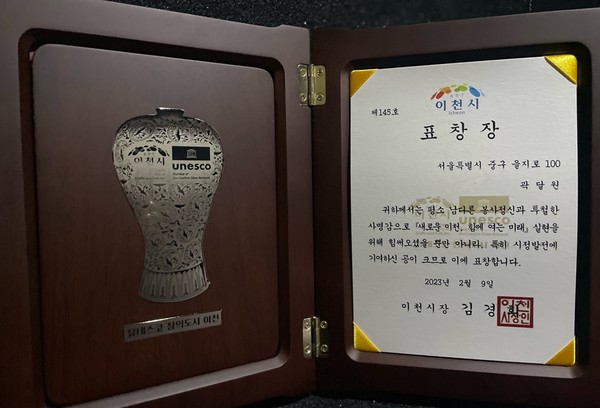 이천시
unesco
유네스코 창의도시 이천
이천시
Icheon
제145호
표창장
서울특별시 중구 을지로 100
곽달원
unesco
귀하께서는 평소 남다른 봉사정신과 특철한
사명감으로 『새로운 이천, 함께 여는 미래』 실현을
위해 힘써오셨을 뿐만 아니라, 특히 시정발전에
기여하신 공이 크므로 이에 표창합니다.
2023년 2월 9일
이천시장 김경희
이천
시장인